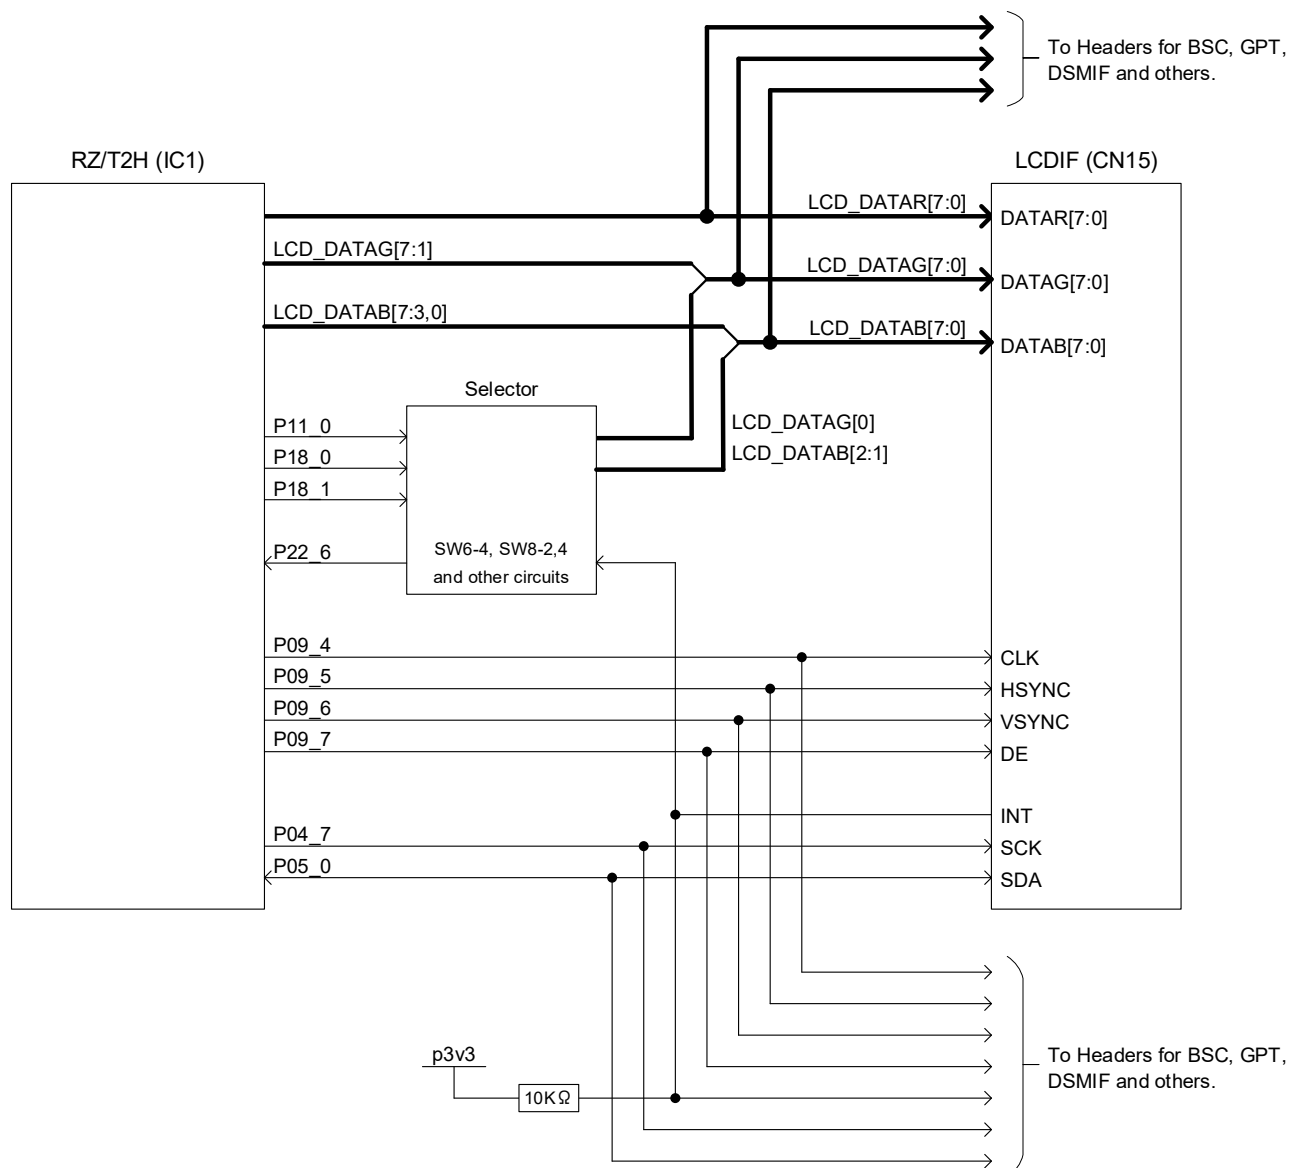 To Headers for BSC, GPT,
DSMIF and others.
RZ/T2H (IC1)
LCDIF (CN15)
LCD_DATAR[7:0]
DATAR[7:0]
LCD_DATAG[7:1]
LCD_DATAG[7:0]
DATAG[7:0]
LCD_DATAB[7:3,0]
LCD_DATAB[7:0]
DATAB[7:0]
Selector
P11_0
LCD_DATAG[0]
P18_0
LCD_DATAB[2:1]
P18_1
P22_6
SW6-4, SW8-2,4
and other circuits
P09_4
CLK
P09_5
HSYNC
P09_6
VSYNC
P09_7
DE
INT
P04_7
SCK
P05_0
SDA
p3v3
10KΩ
To Headers for BSC, GPT,
DSMIF and others.